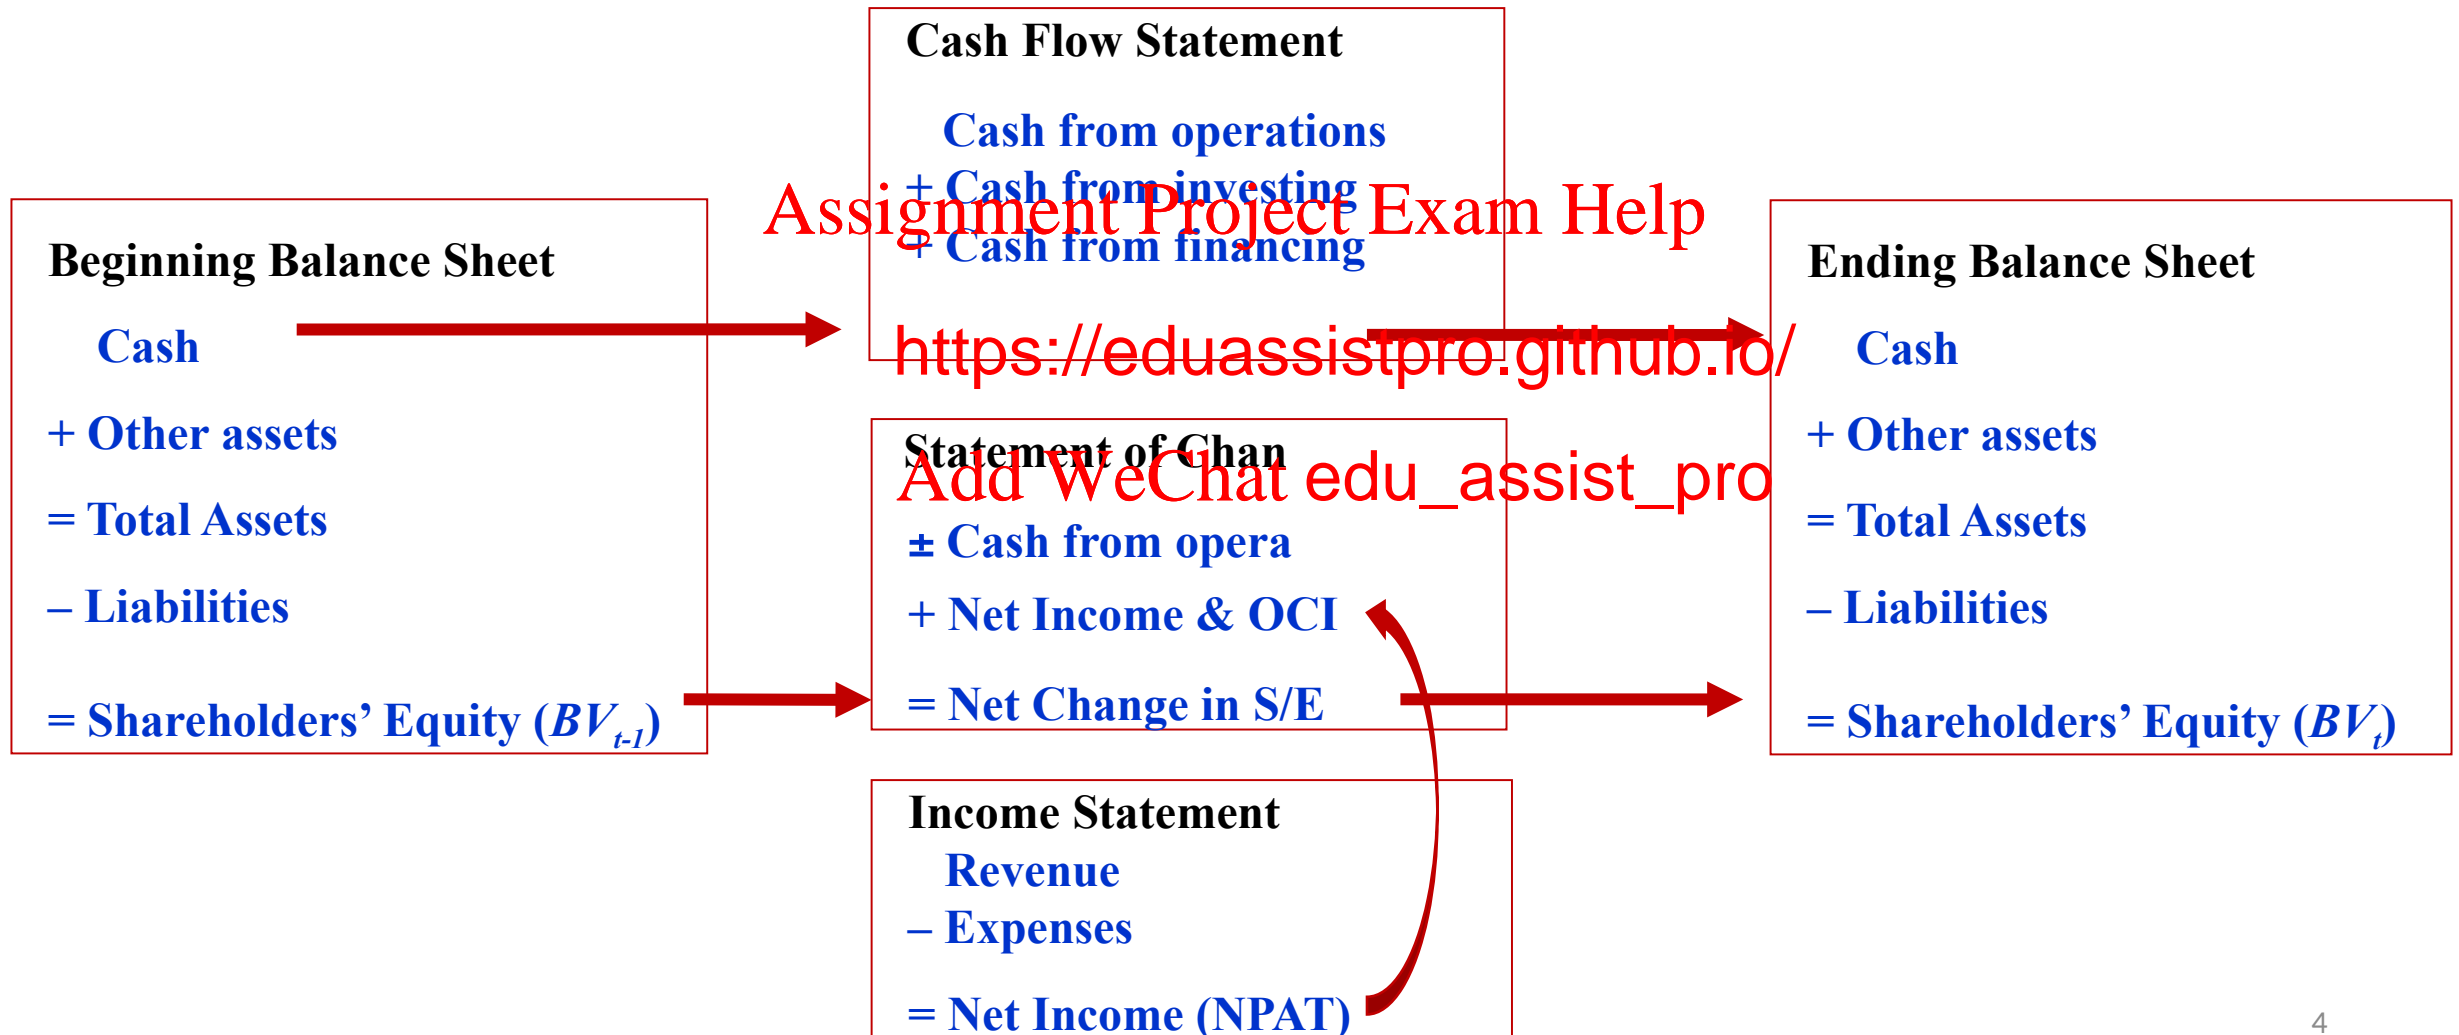 Cash Flow Statement
Cash from operations
+ Cash from investing
+ Cash from financing
Assignment Project Exam Help
https://eduassistpro.github.io/
Beginning Balance Sheet
Cash
+ Other assets
= Total Assets
– Liabilities
= Shareholders’ Equity (BVt-1)
Statement of Chan
Add WeChat edu_assist_pro
± Cash from opera
+ Net Income & OCI
= Net Change in S/E
Income Statement
Revenue
– Expenses
= Net Income (NPAT)
Ending Balance Sheet
Cash
+ Other assets
= Total Assets
– Liabilities
= Shareholders’ Equity (BVt)
4